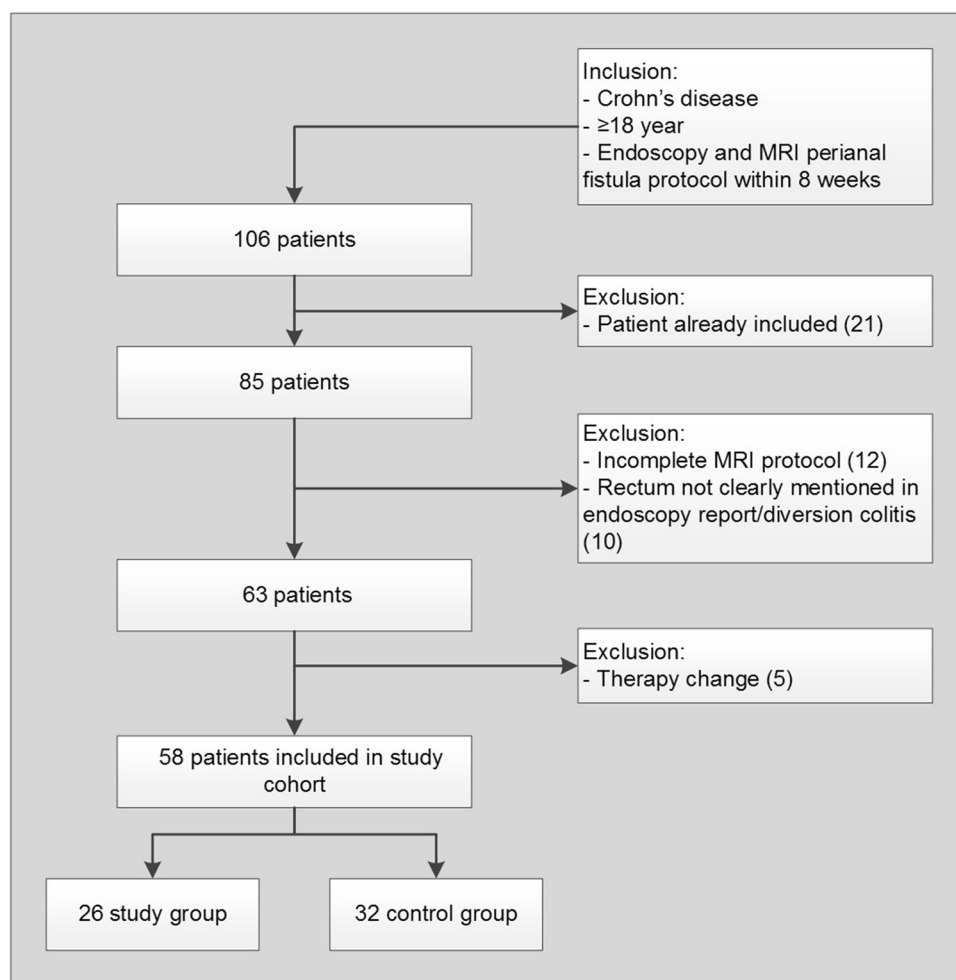 Inclusion:
- Crohn's disease
- ≥18 year
- Endoscopy and MRI perianal
fistula protocol within 8 weeks
106 patients
Exclusion:
- Patient already included (21)
85 patients
Exclusion:
- Incomplete MRI protocol (12)
- Rectum not clearly mentioned in
endoscopy report/diversion colitis
(10)
63 patients
Exclusion:
- Therapy change (5)
58 patients included in study
cohort
26 study group
32 control group